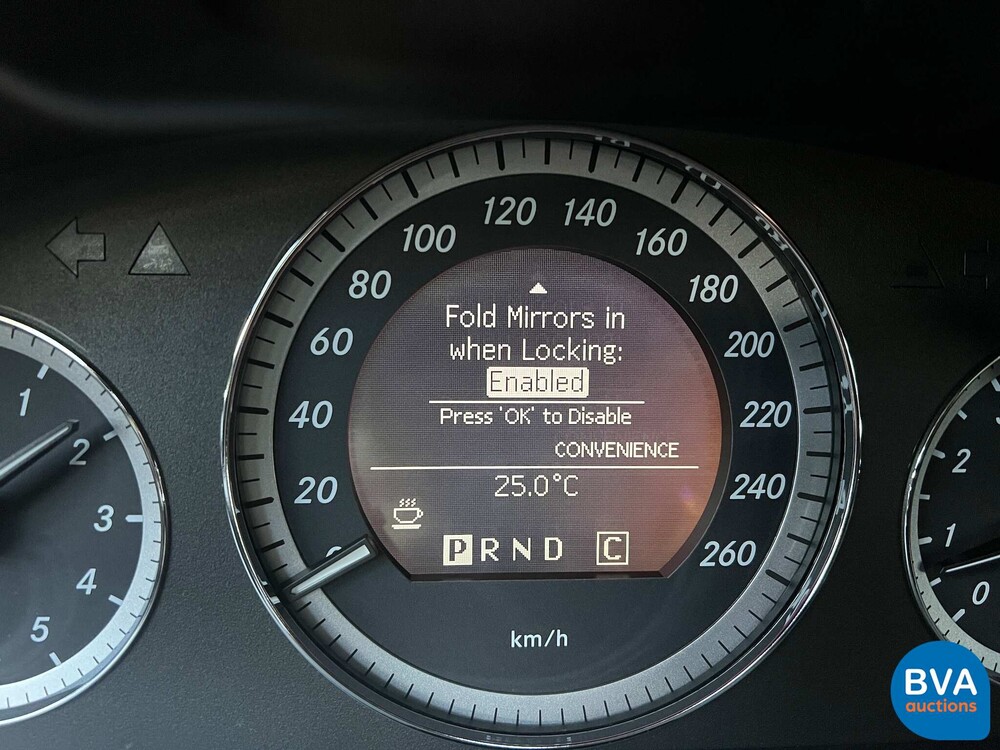 120 140
100 160
80 180
60 200
40 220
20 240
0 260
Fold Mirrors in
when Locking:
Enabled
Press 'OK' to Disable
CONVENIENCE
25.0°C
P R N D C
km/h
1
2
3
4
5
2
1
0
BVA
auctions